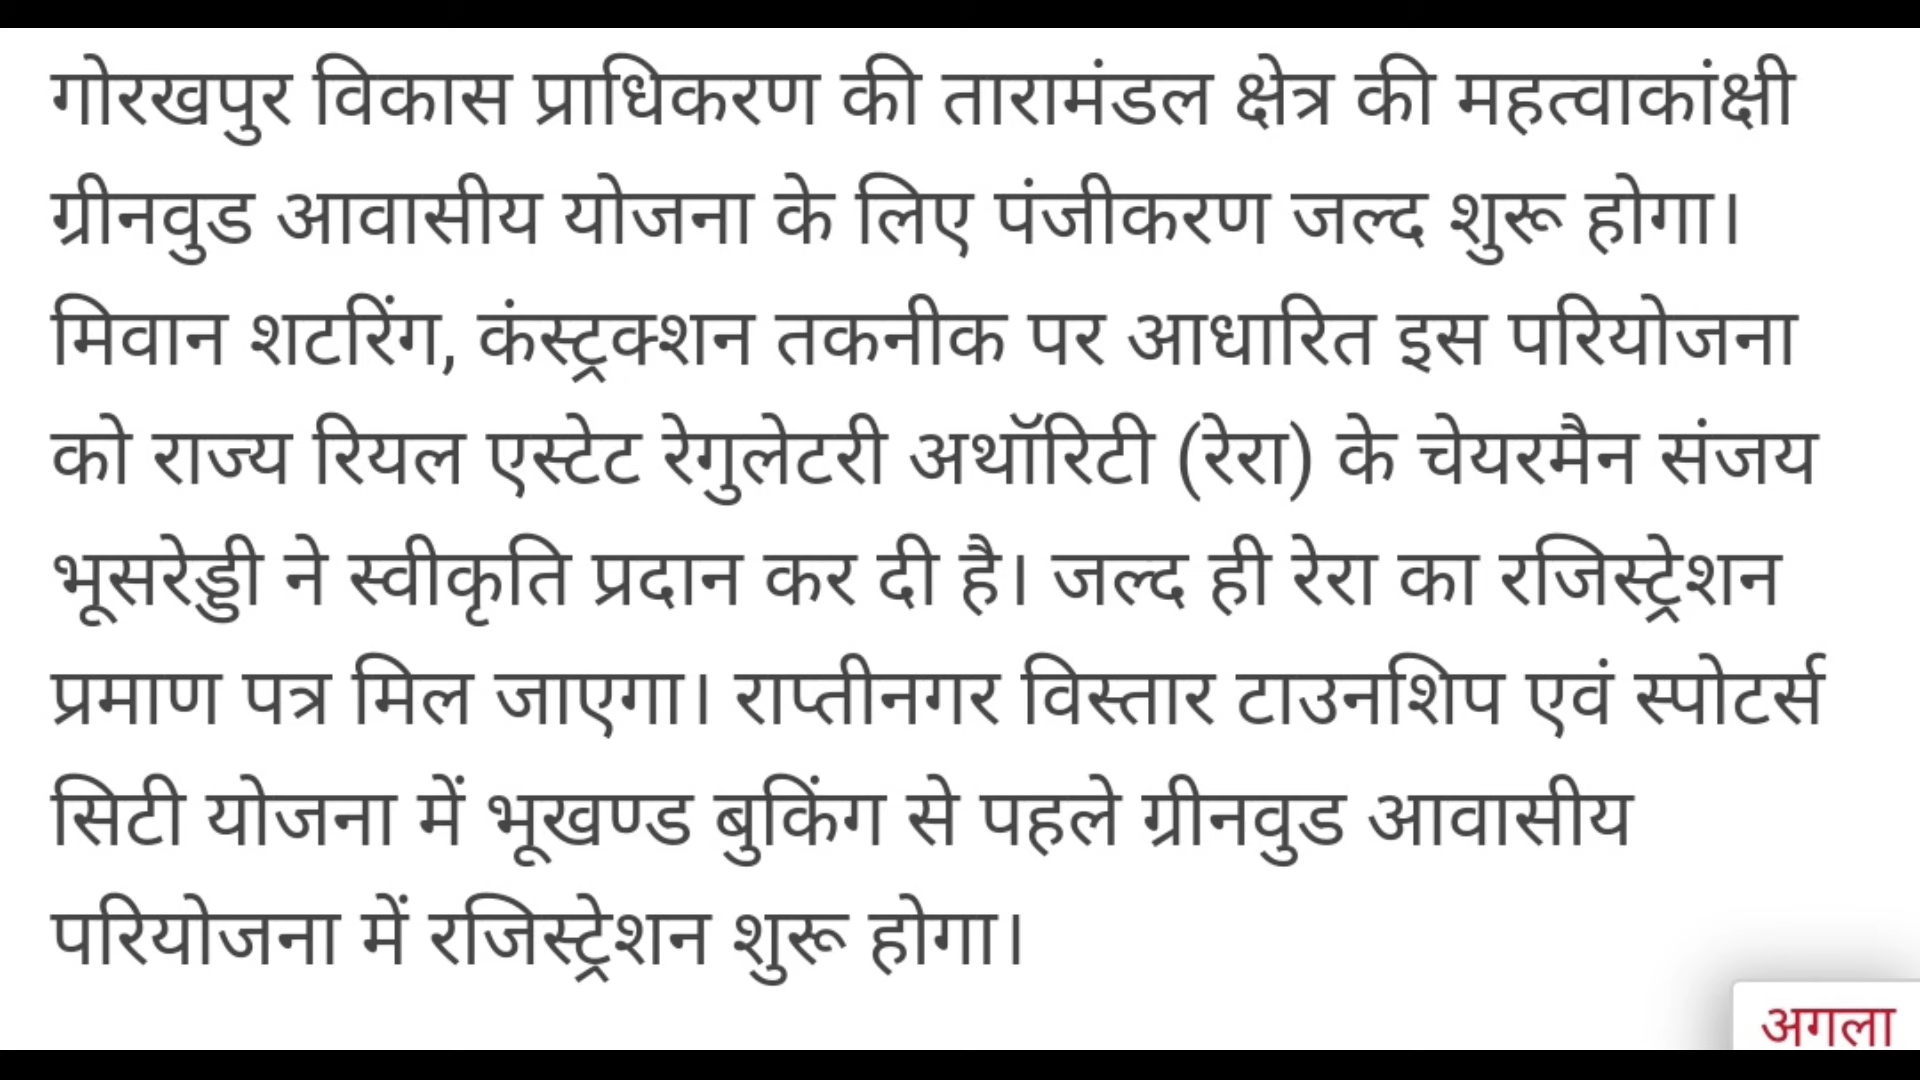 गोरखपुर विकास प्राधिकरण की तारामंडल क्षेत्र की महत्वाकांक्षी
ग्रीनवुड आवासीय योजना के लिए पंजीकरण जल्द शुरू होगा।
मिवान शटरिंग, कंस्ट्रक्शन तकनीक पर आधारित इस परियोजना
को राज्य रियल एस्टेट रेगुलेटरी अथॉरिटी (रेरा) के चेयरमैन संजय
भूसरेड्डी ने स्वीकृति प्रदान कर दी है। जल्द ही रेरा का रजिस्ट्रेशन
प्रमाण पत्र मिल जाएगा। राप्तीनगर विस्तार टाउनशिप एवं स्पोटर्स
सिटी योजना में भूखण्ड बुकिंग से पहले ग्रीनवुड आवासीय
परियोजना में रजिस्ट्रेशन शुरू होगा।
अगला